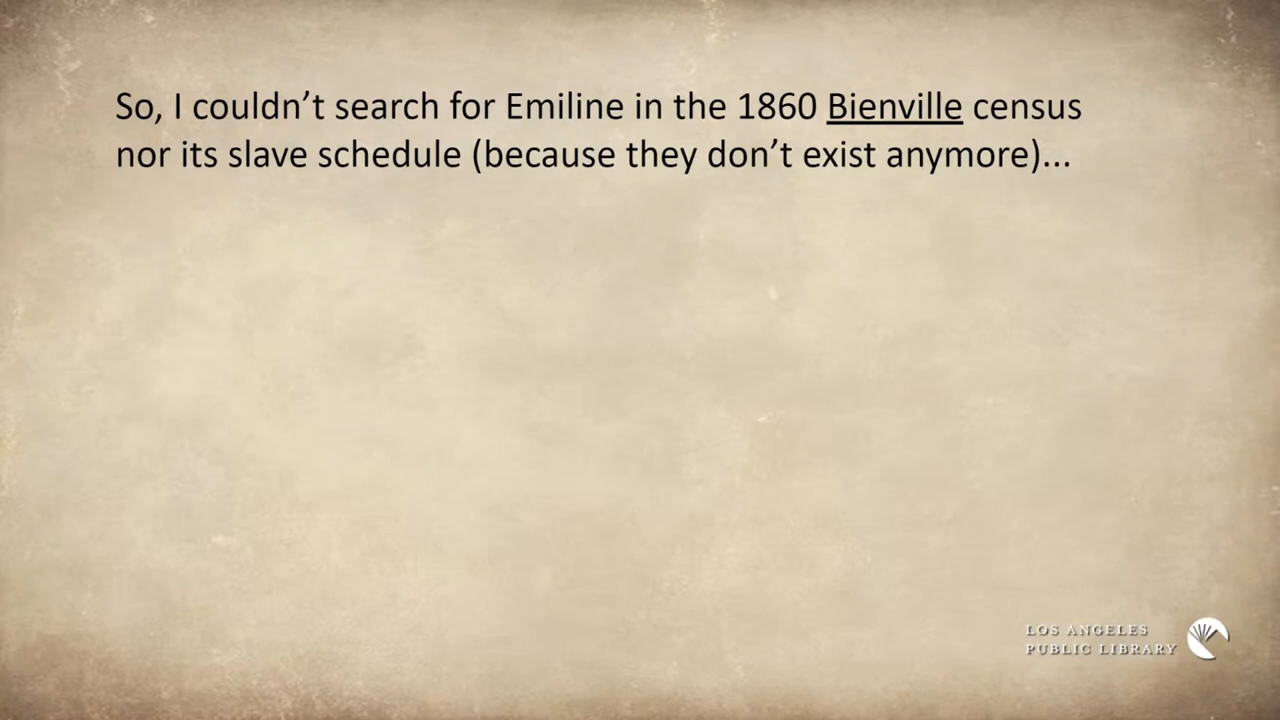 So, I couldn’t search for Emiline in the 1860 Bienville census
nor its slave schedule (because they don’t exist anymore)...
LOS ANGELES
PUBLIC LIBRARY